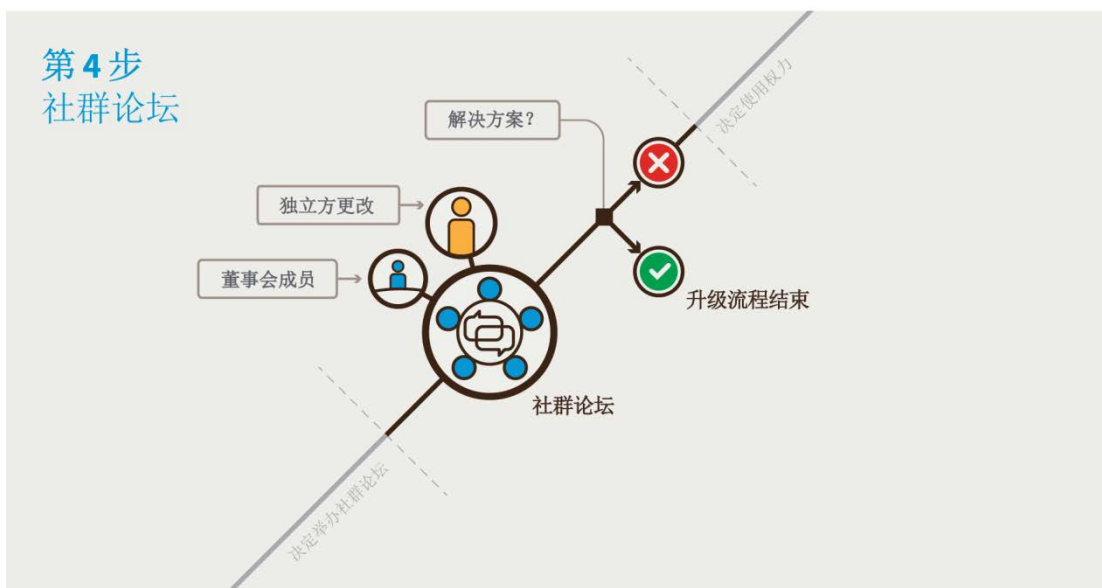 第 4 步
社群论坛
解决方案？
决定使用权力
独立方更改
董事会成员
升级流程结束
社群论坛
决定举办社群论坛